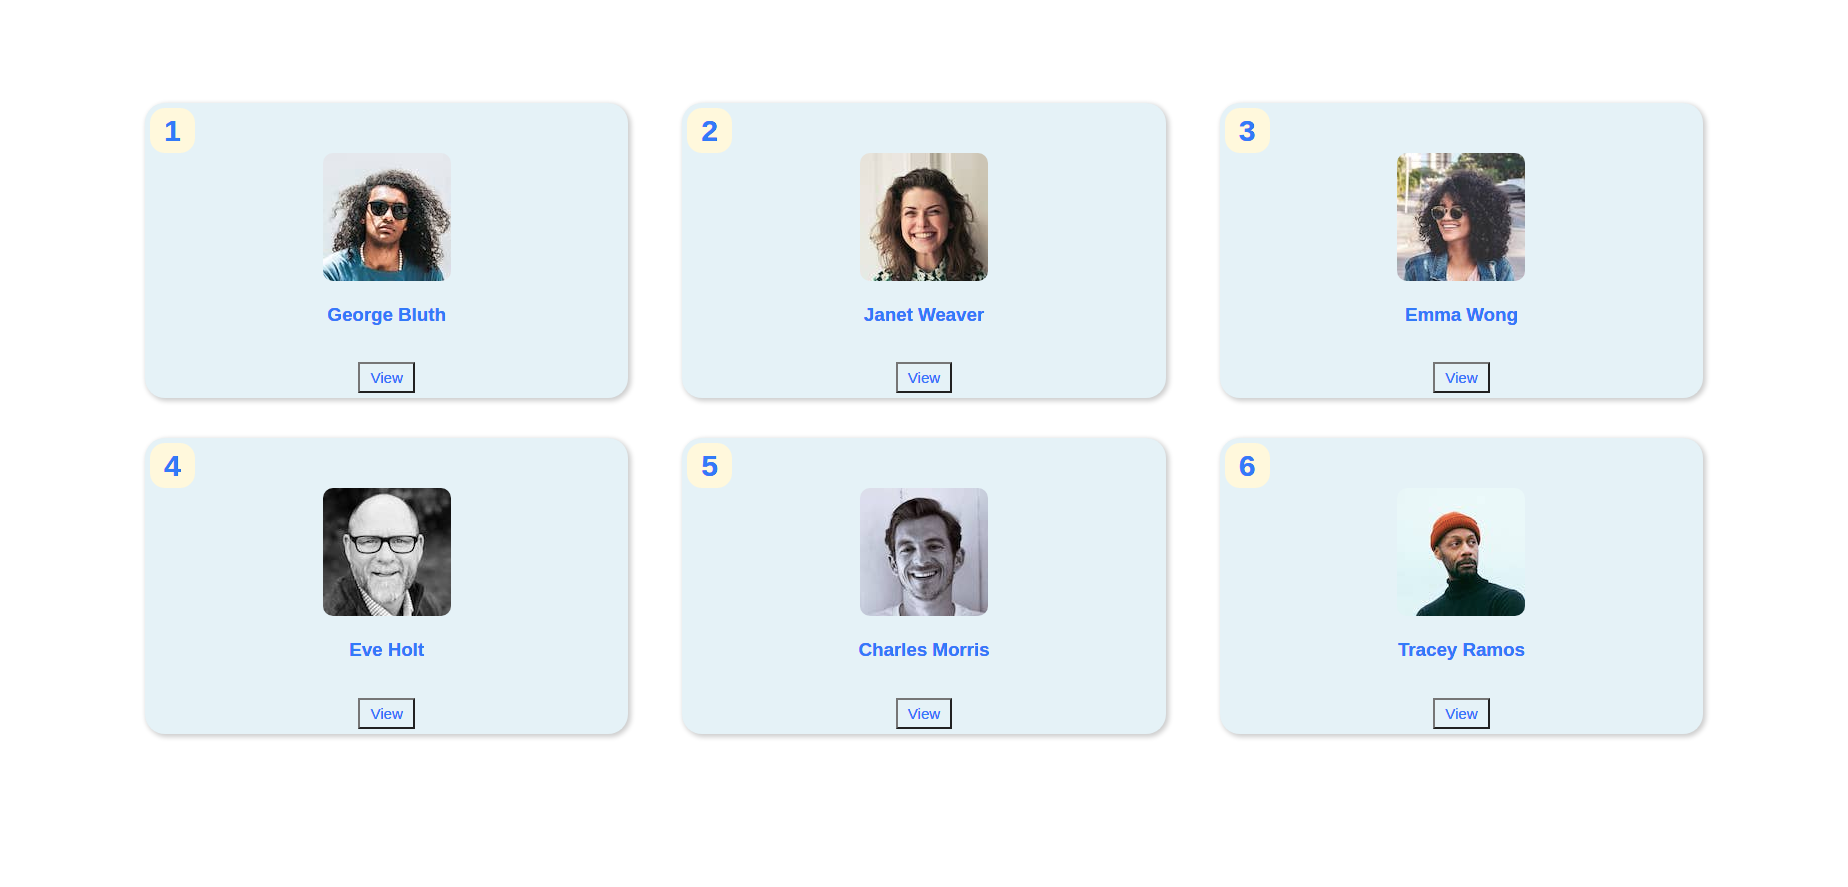 1
George Bluth
View
2
Janet Weaver
View
3
Emma Wong
View
4
Eve Holt
View
5
Charles Morris
View
6
Tracey Ramos
View